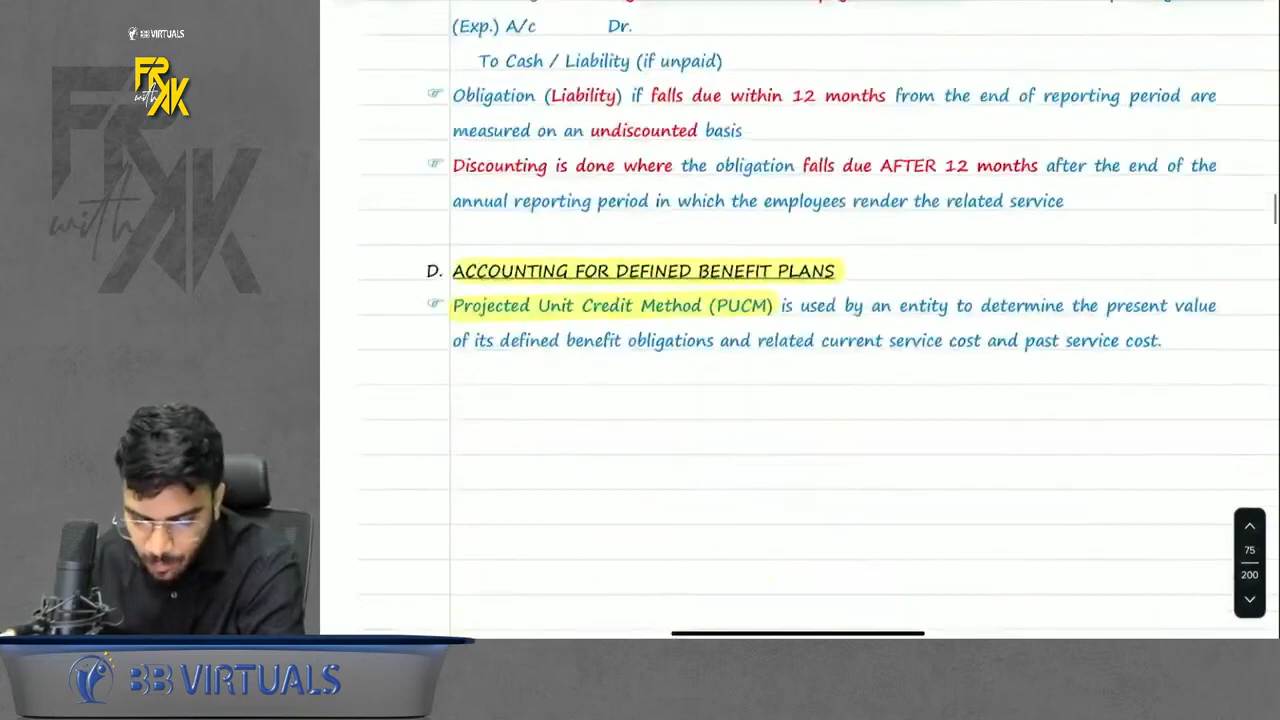 BB VIRTUALS
FR
with
AK
FR
with
AK
(Exp.) A/c Dr.
To Cash / Liability (if unpaid)
☞ Obligation (Liability) if falls due within 12 months from the end of reporting period are
measured on an undiscounted basis
☞ Discounting is done where the obligation falls due AFTER 12 months after the end of the
annual reporting period in which the employees render the related service
D. ACCOUNTING FOR DEFINED BENEFIT PLANS
☞ Projected Unit Credit Method (PUCM) is used by an entity to determine the present value
of its defined benefit obligations and related current service cost and past service cost.
75
200
BB VIRTUALS